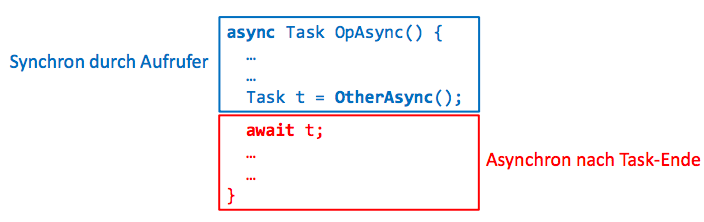 async Task OpAsync() {
Synchron durch Aufrufer
…
…
Task t = OtherAsync();
await t;
…
Asynchron nach Task-Ende
…
}